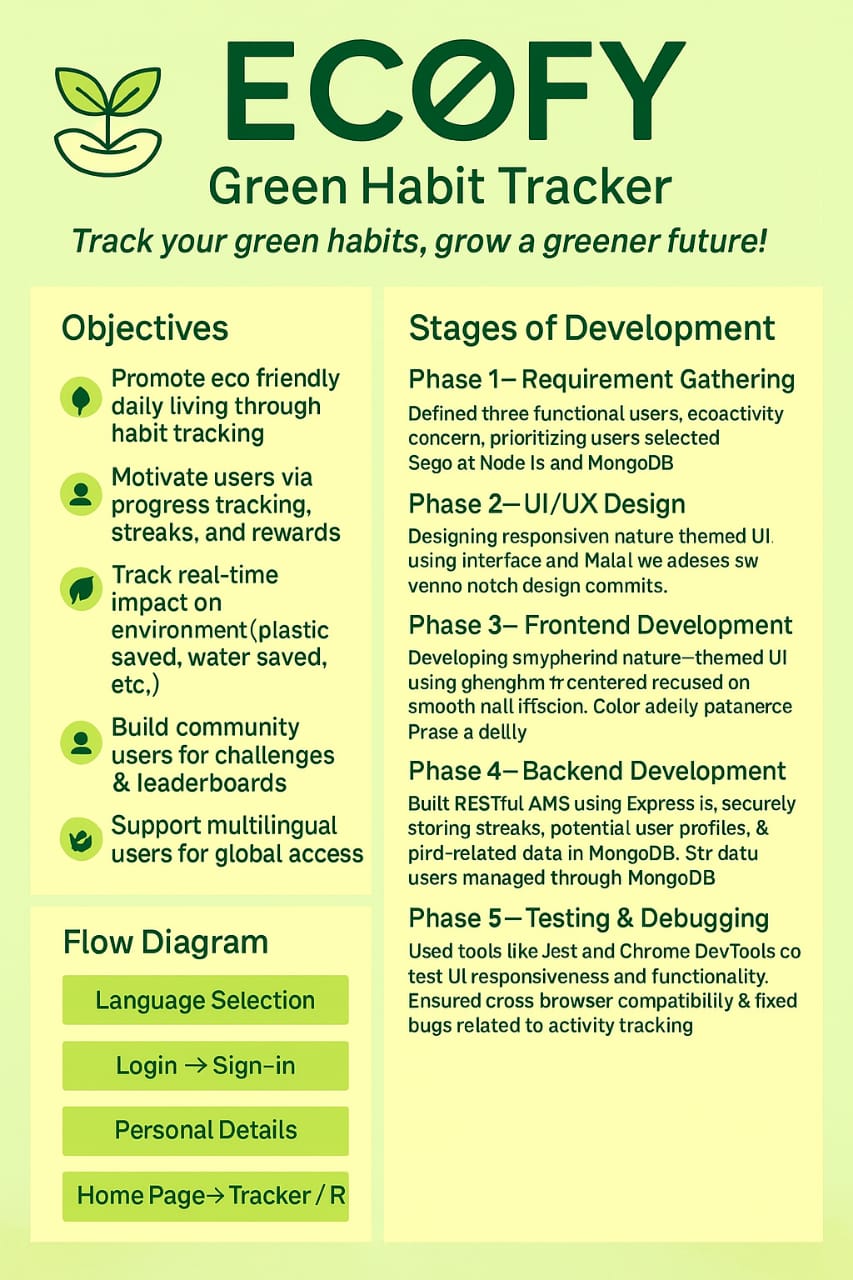 ECOFY
Green Habit Tracker
Track your green habits, grow a greener future!
Objectives
Promote eco friendly
daily living through
habit tracking
Motivate users via
progress tracking,
streaks, and rewards
Track real-time
impact on
environment(plastic
saved, water saved,
etc,)
Build community
users for challenges
& leaderboards
Support multilingual
users for global access
Flow Diagram
Language Selection
Login → Sign-in
Personal Details
Home Page→ Tracker / R
Stages of Development
Phase 1– Requirement Gathering
Defined three functional users, ecoactivity
concern, prioritizing users selected
Sego at Node Is and MongoDB
Phase 2– UI/UX Design
Designing responsiven nature themed UI.
using interface and Malal we adeses sw
venno notch design commits.
Phase 3– Frontend Development
Developing smypherind nature–themed UI
using ghenghm centered recused on
smooth nall iffscion. Color adeily patanerce
Prase a dellly
Phase 4– Backend Development
Built RESTful AMS using Express is, securely
storing streaks, potential user profiles, &
pird-related data in MongoDB. Str datu
users managed through MongoDB
Phase 5– Testing & Debugging
Used tools like Jest and Chrome DevTools co
test UI responsiveness and functionality.
Ensured cross browser compatibilily & fixed
bugs related to activity tracking